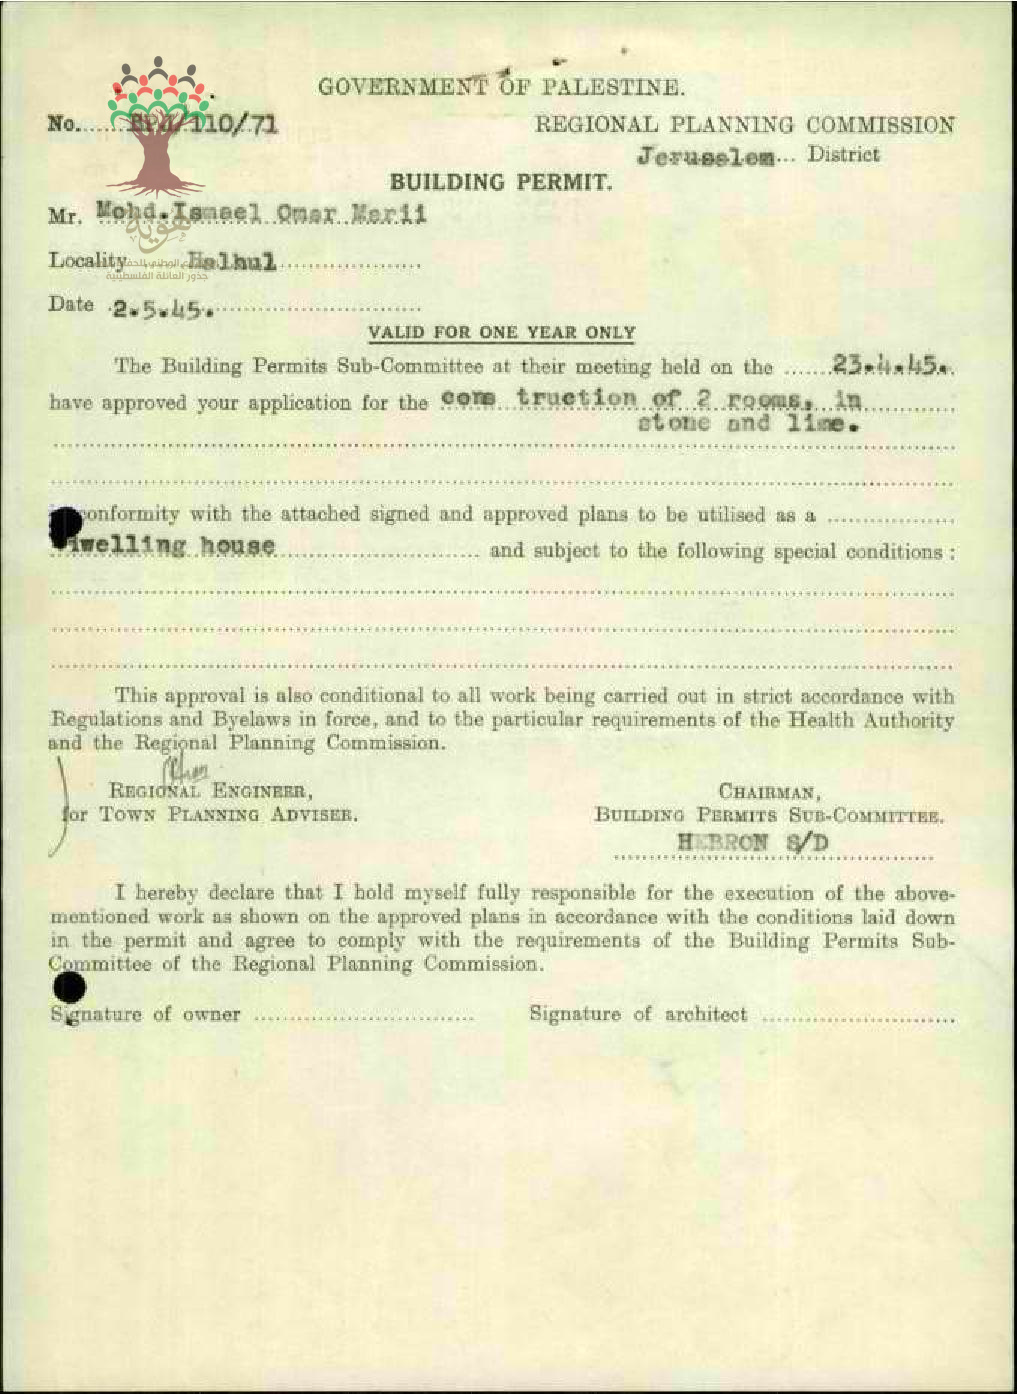 GOVERNMENT OF PALESTINE.
No. /110/71
REGIONAL PLANNING COMMISSION
Jerusalem District
BUILDING PERMIT.
Mr. Mohd. Ismael Omar Merii
هوية
Locality Halhul
جذور العائلة الفلسطينية
Date 2.5.45.
VALID FOR ONE YEAR ONLY
The Building Permits Sub-Committee at their meeting held on the 23.4.45.
have approved your application for the cons truction of 2 rooms, in
stone and lime.
conformity with the attached signed and approved plans to be utilised as a
dwelling house and subject to the following special conditions :
This approval is also conditional to all work being carried out in strict accordance with
Regulations and Byelaws in force, and to the particular requirements of the Health Authority
and the Regional Planning Commission.
REGIONAL ENGINEER,
for TOWN PLANNING ADVISER.
CHAIRMAN,
BUILDING PERMITS SUB-COMMITTEE.
HEBRON S/D
I hereby declare that I hold myself fully responsible for the execution of the above-
mentioned work as shown on the approved plans in accordance with the conditions laid down
in the permit and agree to comply with the requirements of the Building Permits Sub-
Committee of the Regional Planning Commission.
Signature of owner
Signature of architect